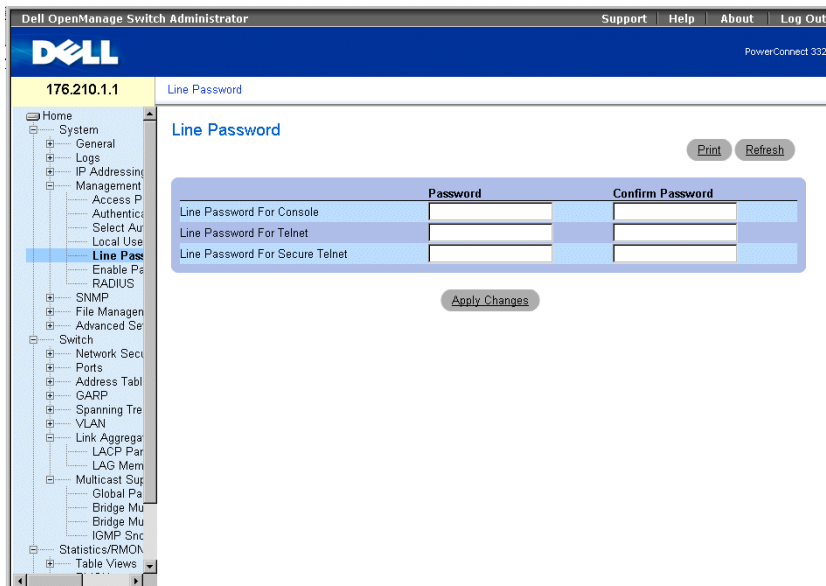 Dell OpenManage Switch Administrator Support Help About Log Out
DELL
PowerConnect 332
176.210.1.1 Line Password
Home
System
General
Logs
IP Addressing
Management
Access P
Authentica
Select Au
Local Use
Line Pass
Enable Pa
RADIUS
SNMP
File Managem
Advanced Se
Switch
Network Secu
Ports
Address Tabl
GARP
Spanning Tre
VLAN
Link Aggregat
LACP Par
LAG Mem
Multicast Sup
Global Pa
Bridge Mu
Bridge Mu
IGMP Sno
Statistics/RMON
Table Views
Line Password
Print Refresh
Password Confirm Password
Line Password For Console
Line Password For Telnet
Line Password For Secure Telnet
Apply Changes